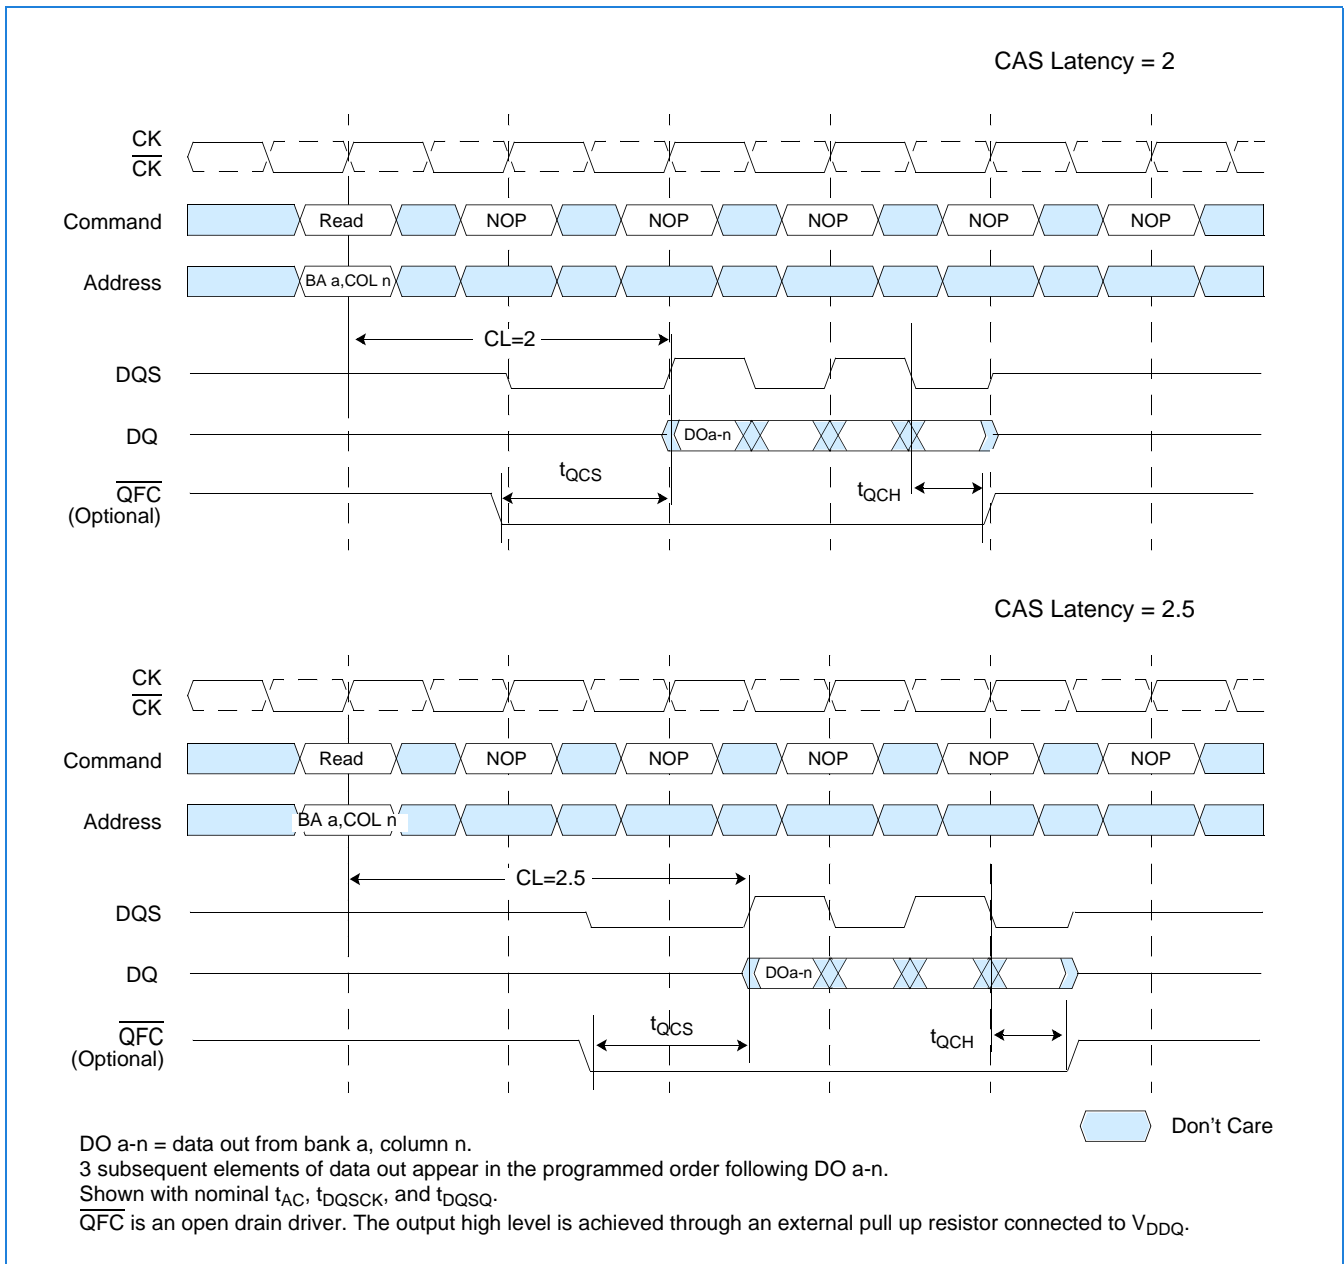 CAS Latency = 2
CK
CK
Command
Read
NOP
NOP
NOP
NOP
NOP
Address
BA a,COL n
CL=2
DQS
DQ
DOa-n
tQCS
tQCH
QFC
(Optional)
CAS Latency = 2.5
CK
CK
Command
Read
NOP
NOP
NOP
NOP
NOP
Address
BA a,COL n
CL=2.5
DQS
DQ
DOa-n
tQCS
tQCH
QFC
(Optional)
Don't Care
DO a-n = data out from bank a, column n.
3 subsequent elements of data out appear in the programmed order following DO a-n.
Shown with nominal tAC, tDQSCK, and tDQSQ.
QFC is an open drain driver. The output high level is achieved through an external pull up resistor connected to VDDQ.